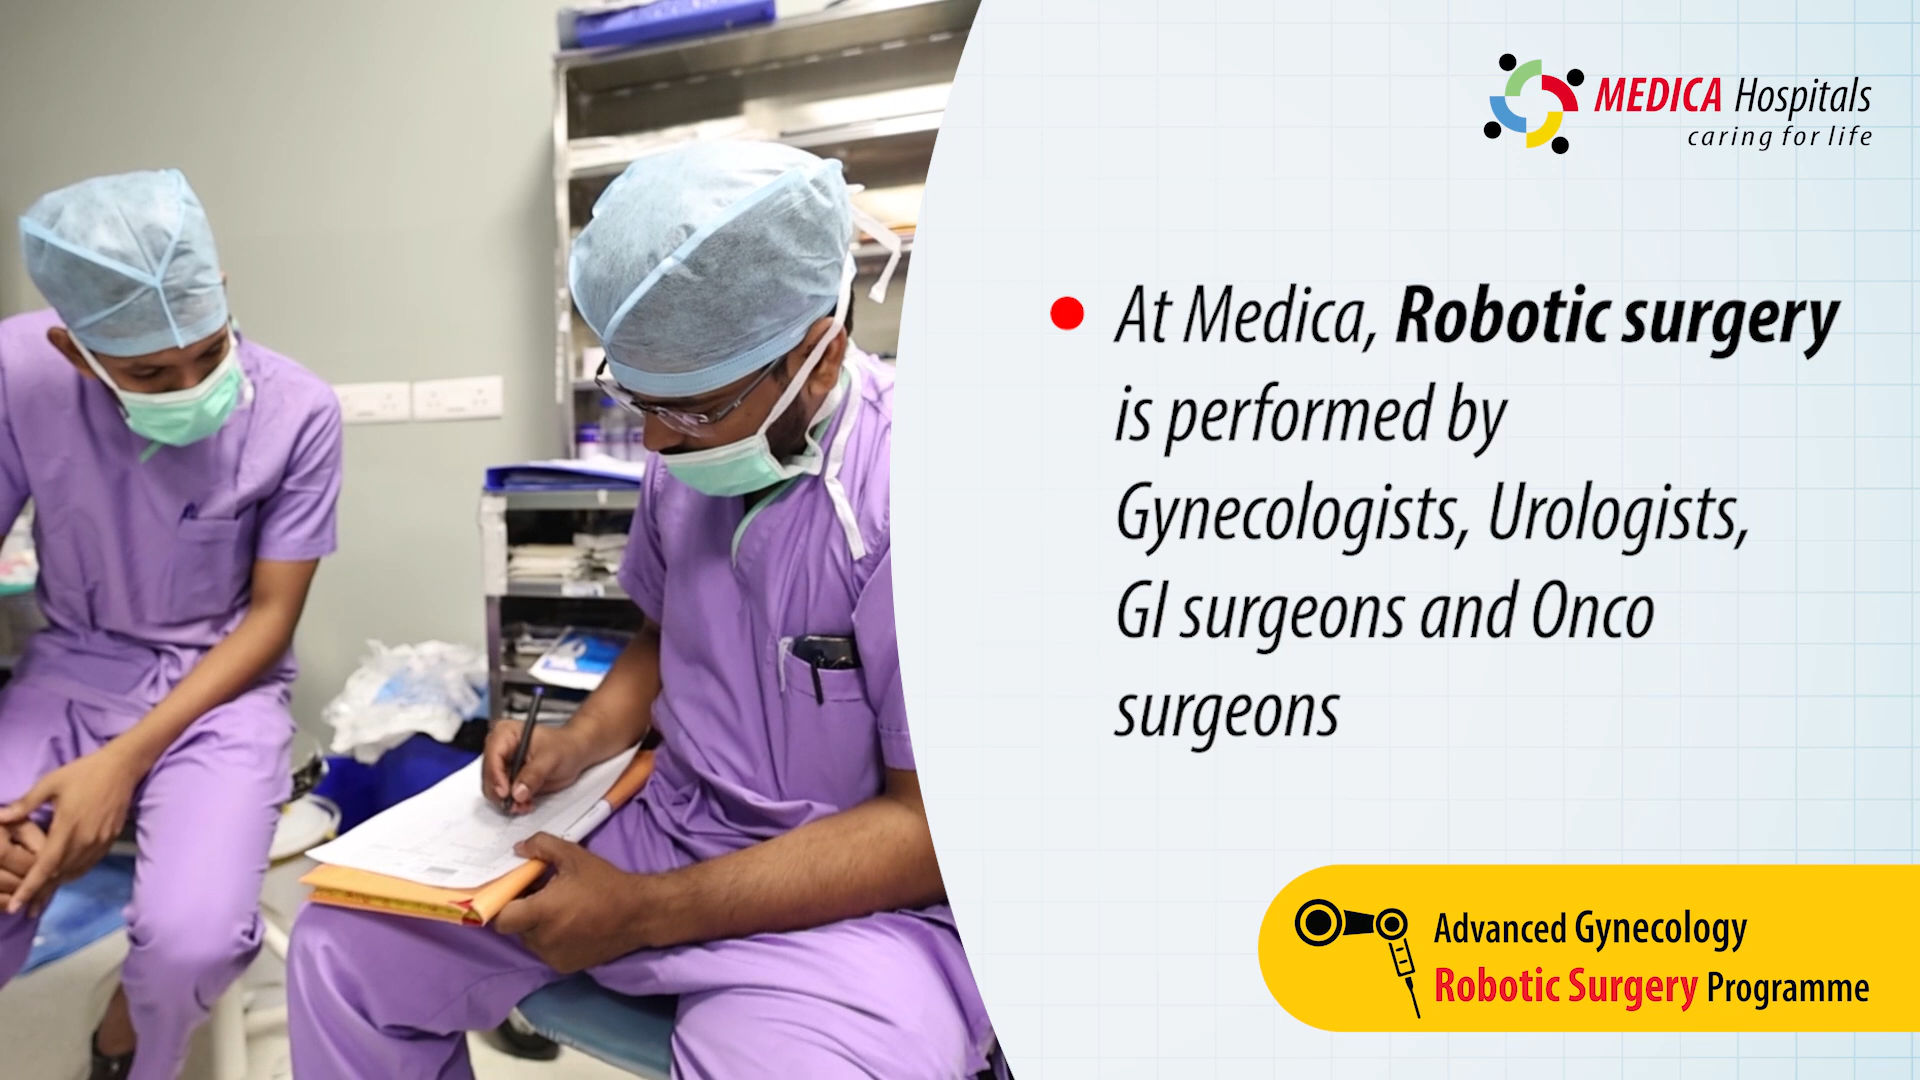 MEDICA Hospitals
caring for life
At Medica, Robotic surgery
is performed by
Gynecologists, Urologists,
GI surgeons and Onco
surgeons
Advanced Gynecology
Robotic Surgery Programme